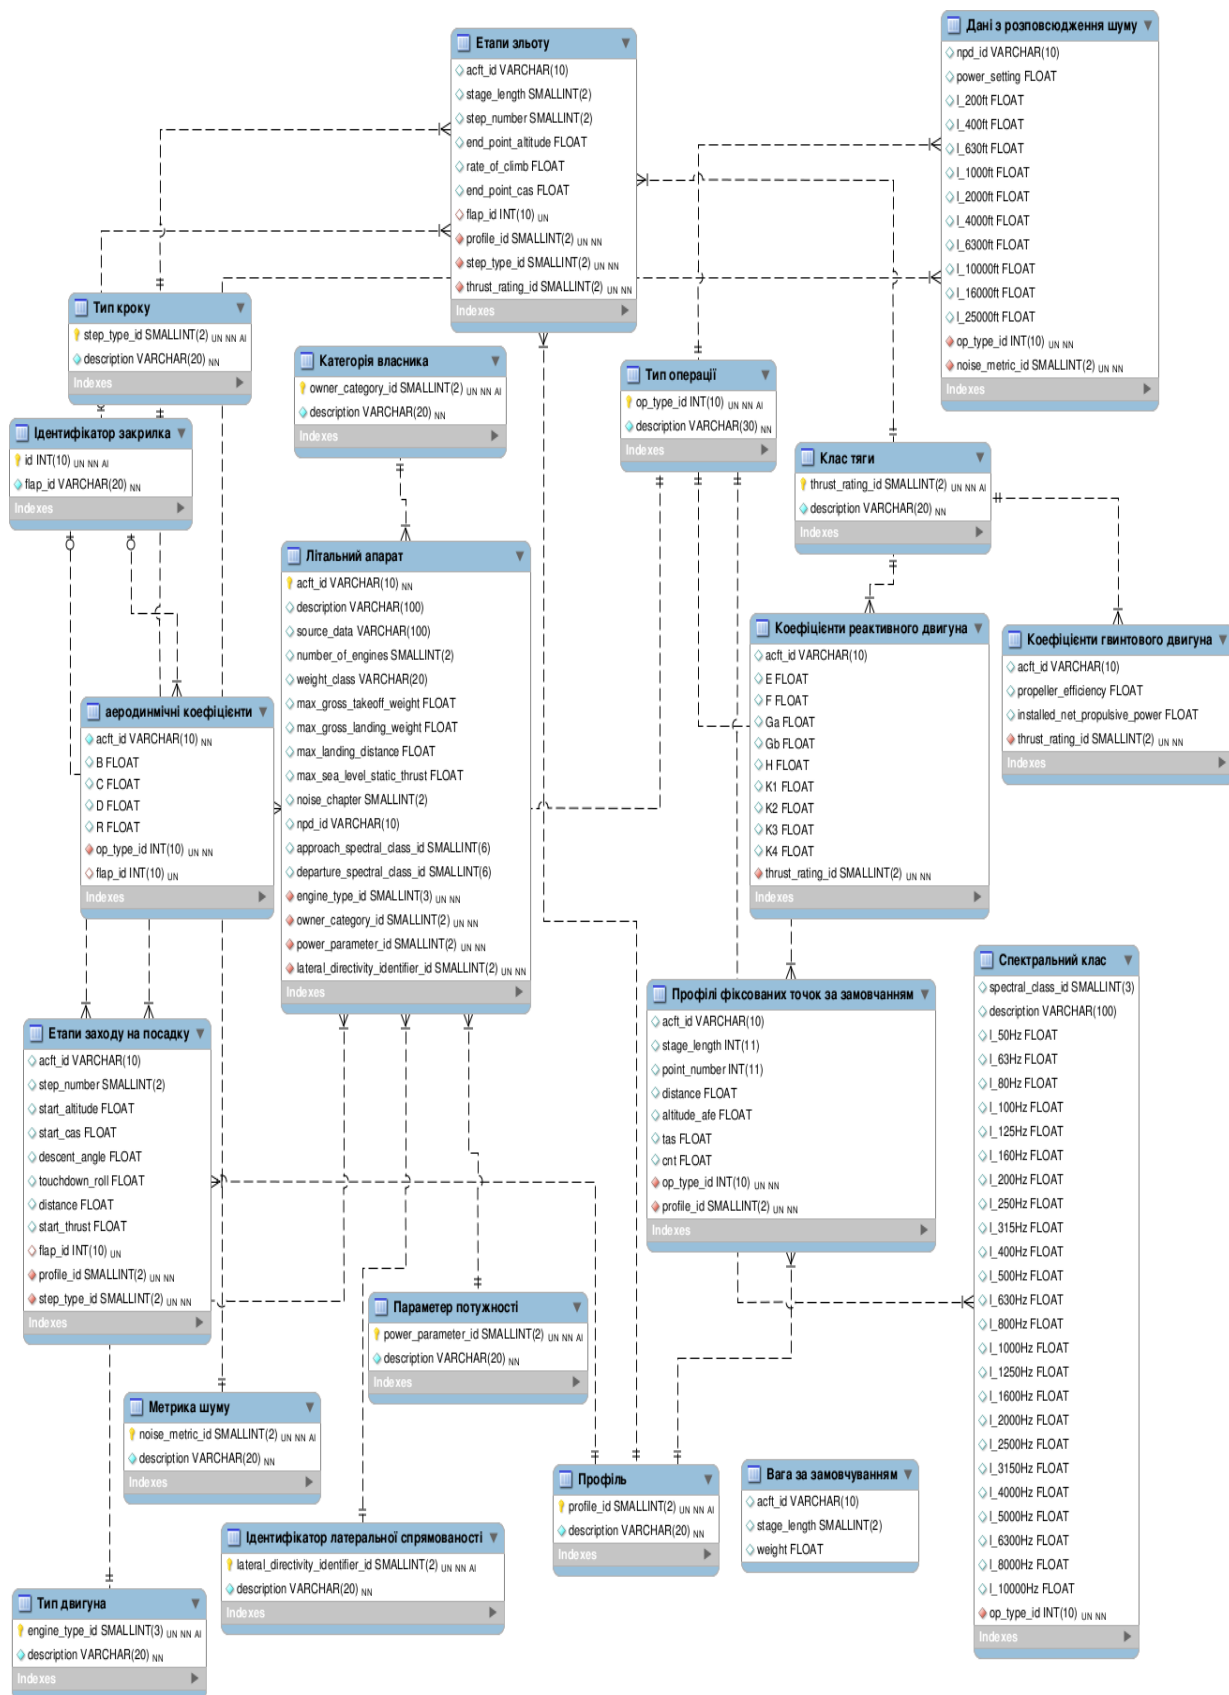 Етапи зльоту
acft_id VARCHAR(10)
stage_length SMALLINT(2)
step_number SMALLINT(2)
end_point_altitude FLOAT
rate_of_climb FLOAT
end_point_cas FLOAT
flap_id INT(10) UN
profile_id SMALLINT(2) UN NN
step_type_id SMALLINT(2) UN NN
thrust_rating_id SMALLINT(2) UN NN
Indexes
Дані з розповсюдження шуму
npd_id VARCHAR(10)
power_setting FLOAT
l_200ft FLOAT
l_400ft FLOAT
l_630ft FLOAT
l_1000ft FLOAT
l_2000ft FLOAT
l_4000ft FLOAT
l_6300ft FLOAT
l_10000ft FLOAT
l_16000ft FLOAT
l_25000ft FLOAT
op_type_id INT(10) UN NN
noise_metric_id SMALLINT(2) UN NN
Indexes
Тип кроку
step_type_id SMALLINT(2) UN NN AI
description VARCHAR(20) NN
Indexes
Категорія власника
owner_category_id SMALLINT(2) UN NN AI
description VARCHAR(20) NN
Indexes
Тип операції
op_type_id INT(10) UN NN AI
description VARCHAR(30) NN
Indexes
Ідентифікатор закрилка
id INT(10) UN NN AI
flap_id VARCHAR(20) NN
Indexes
Клас тяги
thrust_rating_id SMALLINT(2) UN NN AI
description VARCHAR(20) NN
Indexes
Літальний апарат
acft_id VARCHAR(10) NN
description VARCHAR(100)
source_data VARCHAR(100)
number_of_engines SMALLINT(2)
weight_class VARCHAR(20)
max_gross_takeoff_weight FLOAT
max_gross_landing_weight FLOAT
max_landing_distance FLOAT
max_sea_level_static_thrust FLOAT
noise_chapter SMALLINT(2)
npd_id VARCHAR(10)
approach_spectral_class_id SMALLINT(6)
departure_spectral_class_id SMALLINT(6)
engine_type_id SMALLINT(3) UN NN
owner_category_id SMALLINT(2) UN NN
power_parameter_id SMALLINT(2) UN NN
lateral_directivity_identifier_id SMALLINT(2) UN NN
Indexes
Коефіцієнти реактивного двигуна
acft_id VARCHAR(10)
E FLOAT
F FLOAT
Ga FLOAT
Gb FLOAT
H FLOAT
K1 FLOAT
K2 FLOAT
K3 FLOAT
K4 FLOAT
thrust_rating_id SMALLINT(2) UN NN
Indexes
Коефіцієнти гвинтового двигуна
acft_id VARCHAR(10)
propeller_efficiency FLOAT
installed_net_propulsive_power FLOAT
thrust_rating_id SMALLINT(2) UN NN
Indexes
аеродинмічні коефіцієнти
acft_id VARCHAR(10) NN
B FLOAT
C FLOAT
D FLOAT
R FLOAT
op_type_id INT(10) UN NN
flap_id INT(10) UN
Indexes
Етапи заходу на посадку
acft_id VARCHAR(10)
step_number SMALLINT(2)
start_altitude FLOAT
start_cas FLOAT
descent_angle FLOAT
touchdown_roll FLOAT
distance FLOAT
start_thrust FLOAT
flap_id INT(10) UN
profile_id SMALLINT(2) UN NN
step_type_id SMALLINT(2) UN NN
Indexes
Профілі фіксованих точок за замовчанням
acft_id VARCHAR(10)
stage_length INT(11)
point_number INT(11)
distance FLOAT
altitude_afe FLOAT
tas FLOAT
cnt FLOAT
op_type_id INT(10) UN NN
profile_id SMALLINT(2) UN NN
Indexes
Спектральний клас
spectral_class_id SMALLINT(3)
description VARCHAR(100)
l_50Hz FLOAT
l_63Hz FLOAT
l_80Hz FLOAT
l_100Hz FLOAT
l_125Hz FLOAT
l_160Hz FLOAT
l_200Hz FLOAT
l_250Hz FLOAT
l_315Hz FLOAT
l_400Hz FLOAT
l_500Hz FLOAT
l_630Hz FLOAT
l_800Hz FLOAT
l_1000Hz FLOAT
l_1250Hz FLOAT
l_1600Hz FLOAT
l_2000Hz FLOAT
l_2500Hz FLOAT
l_3150Hz FLOAT
l_4000Hz FLOAT
l_5000Hz FLOAT
l_6300Hz FLOAT
l_8000Hz FLOAT
l_10000Hz FLOAT
op_type_id INT(10) UN NN
Indexes
Параметер потужності
power_parameter_id SMALLINT(2) UN NN AI
description VARCHAR(20) NN
Indexes
Метрика шуму
noise_metric_id SMALLINT(2) UN NN AI
description VARCHAR(20) NN
Indexes
Профіль
profile_id SMALLINT(2) UN NN AI
description VARCHAR(20) NN
Indexes
Вага за замовчуванням
acft_id VARCHAR(10)
stage_length SMALLINT(2)
weight FLOAT
Indexes
Ідентифікатор латеральної спрямованості
lateral_directivity_identifier_id SMALLINT(2) UN NN AI
description VARCHAR(20) NN
Indexes
Тип двигуна
engine_type_id SMALLINT(3) UN NN AI
description VARCHAR(20) NN
Indexes